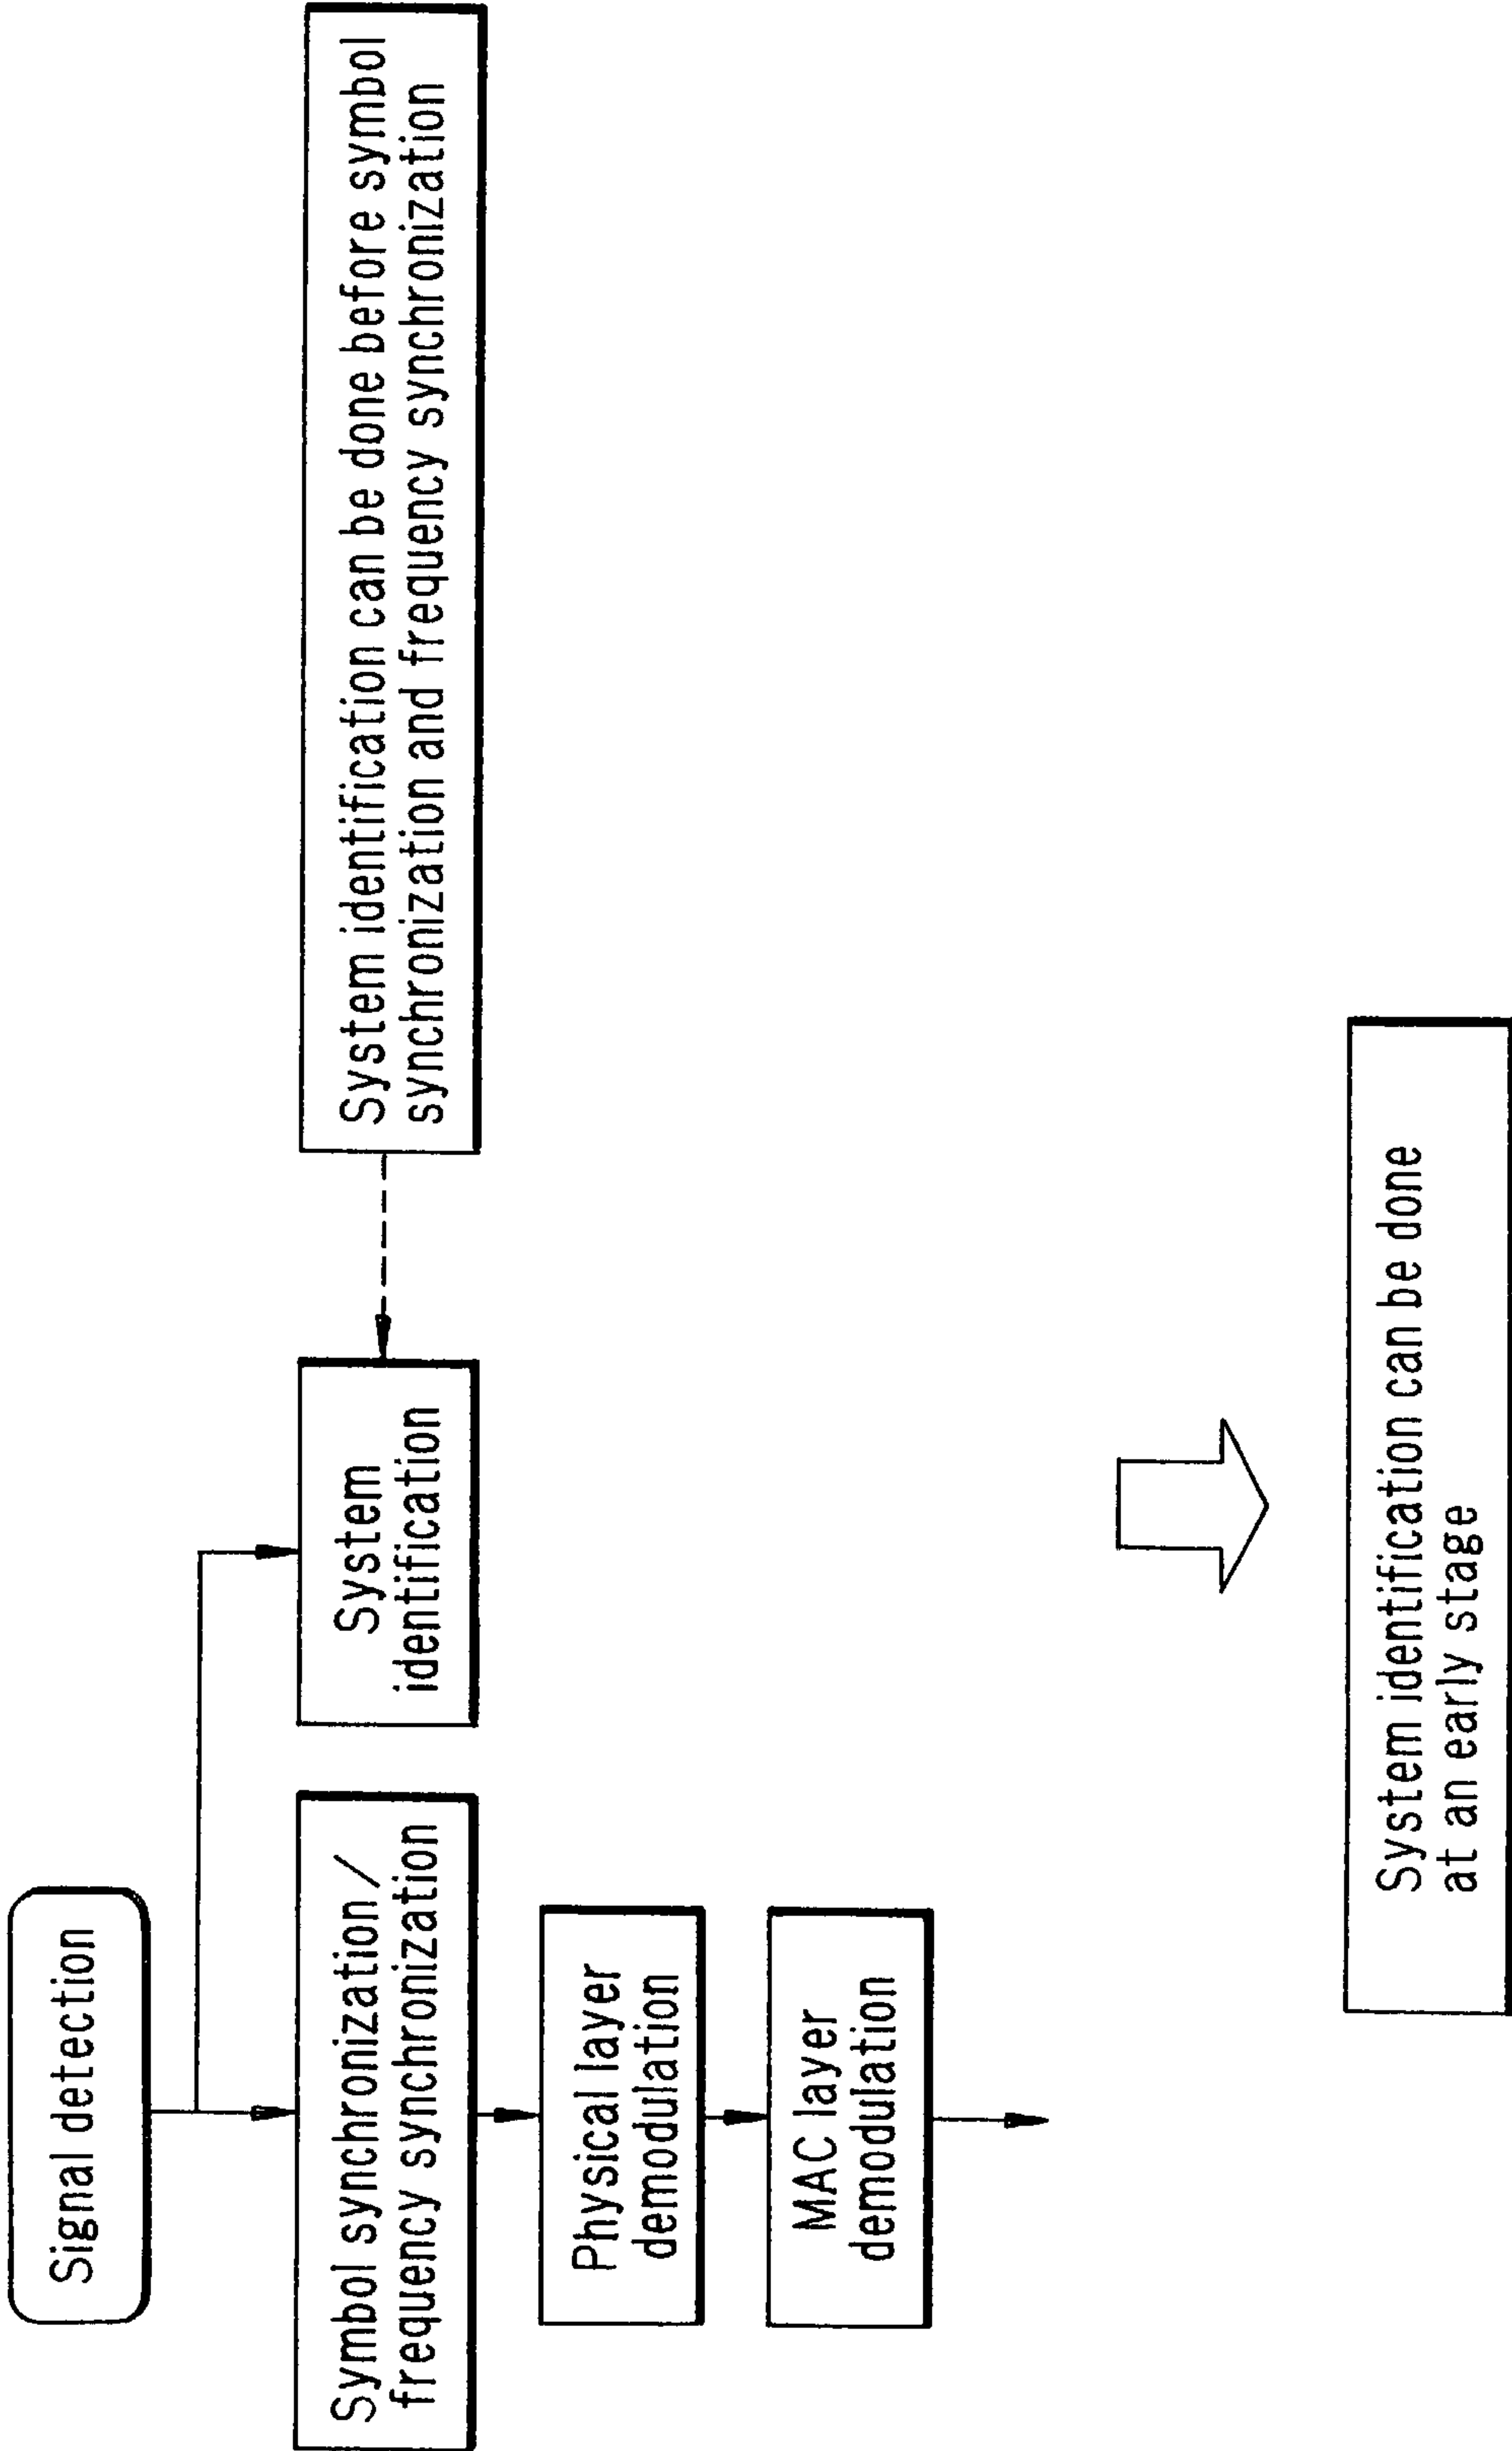 Signal detection
Symbol synchronization/
frequency synchronization
System
identification
System identification can be done before symbol
synchronization and frequency synchronization
Physical layer
demodulation
MAC layer
demodulation
System identification can be done
at an early stage